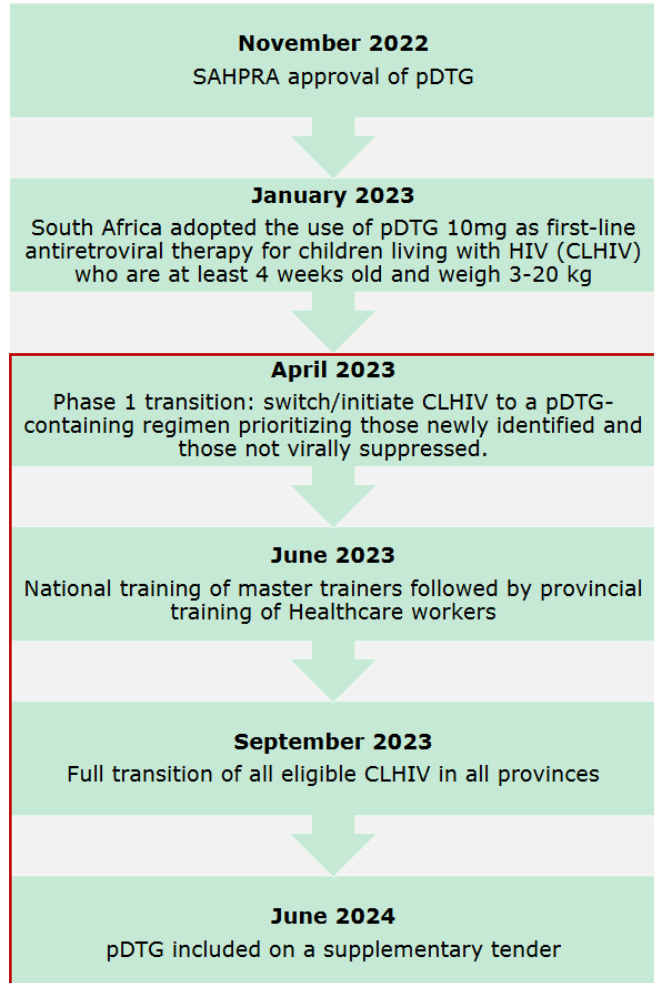 November 2022
SAHPRA approval of pDTG
January 2023
South Africa adopted the use of pDTG 10mg as first-line
antiretroviral therapy for children living with HIV (CLHIV)
who are at least 4 weeks old and weigh 3-20 kg
April 2023
Phase 1 transition: switch/initiate CLHIV to a pDTG-
containing regimen prioritizing those newly identified and
those not virally suppressed.
June 2023
National training of master trainers followed by provincial
training of Healthcare workers
September 2023
Full transition of all eligible CLHIV in all provinces
June 2024
pDTG included on a supplementary tender